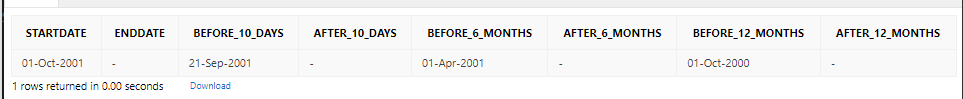 STARTDATE ENDDATE BEFORE_10_DAYS AFTER_10_DAYS BEFORE_6_MONTHS AFTER_6_MONTHS BEFORE_12_MONTHS AFTER_12_MONTHS
01-Oct-2001 - 21-Sep-2001 - 01-Apr-2001 - 01-Oct-2000 -
1 rows returned in 0.00 seconds Download